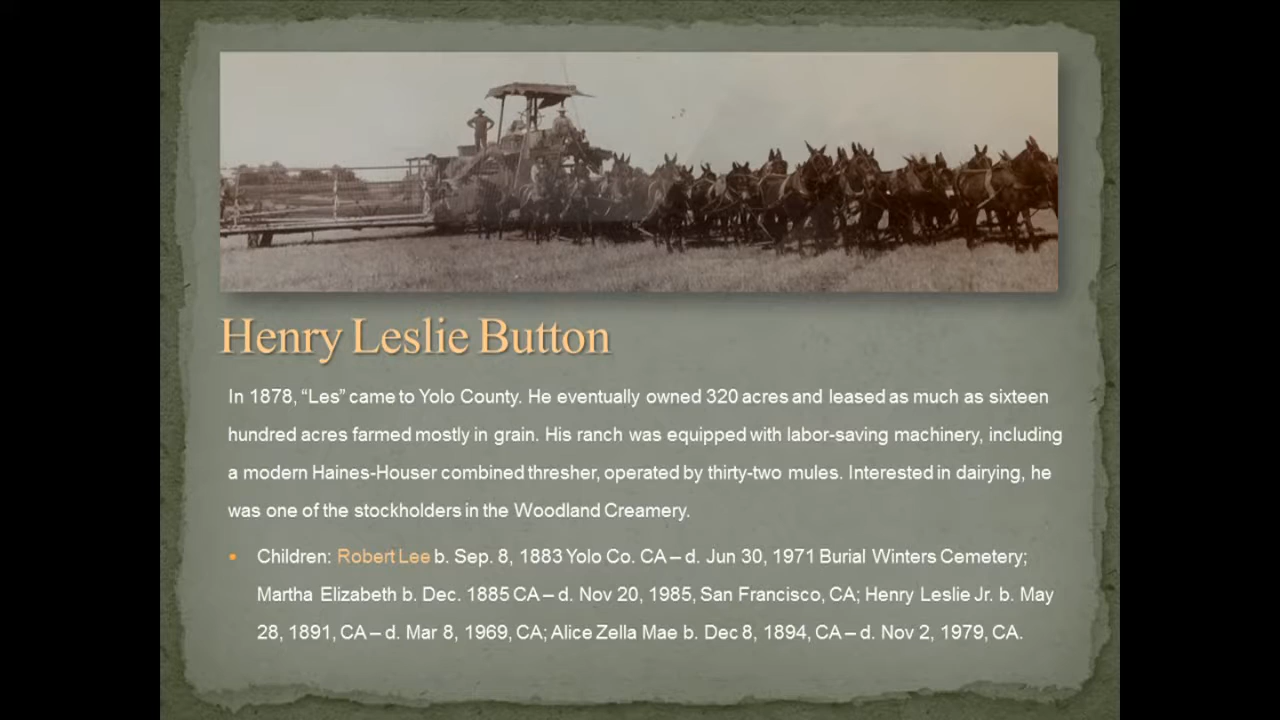 Henry Leslie Button
In 1878, “Les” came to Yolo County. He eventually owned 320 acres and leased as much as sixteen
hundred acres farmed mostly in grain. His ranch was equipped with labor-saving machinery, including
a modern Haines-Houser combined thresher, operated by thirty-two mules. Interested in dairying, he
was one of the stockholders in the Woodland Creamery.
• Children: Robert Lee b. Sep. 8, 1883 Yolo Co. CA – d. Jun 30, 1971 Burial Winters Cemetery;
Martha Elizabeth b. Dec. 1885 CA – d. Nov 20, 1985, San Francisco, CA; Henry Leslie Jr. b. May
28, 1891, CA – d. Mar 8, 1969, CA; Alice Zella Mae b. Dec 8, 1894, CA – d. Nov 2, 1979, CA.